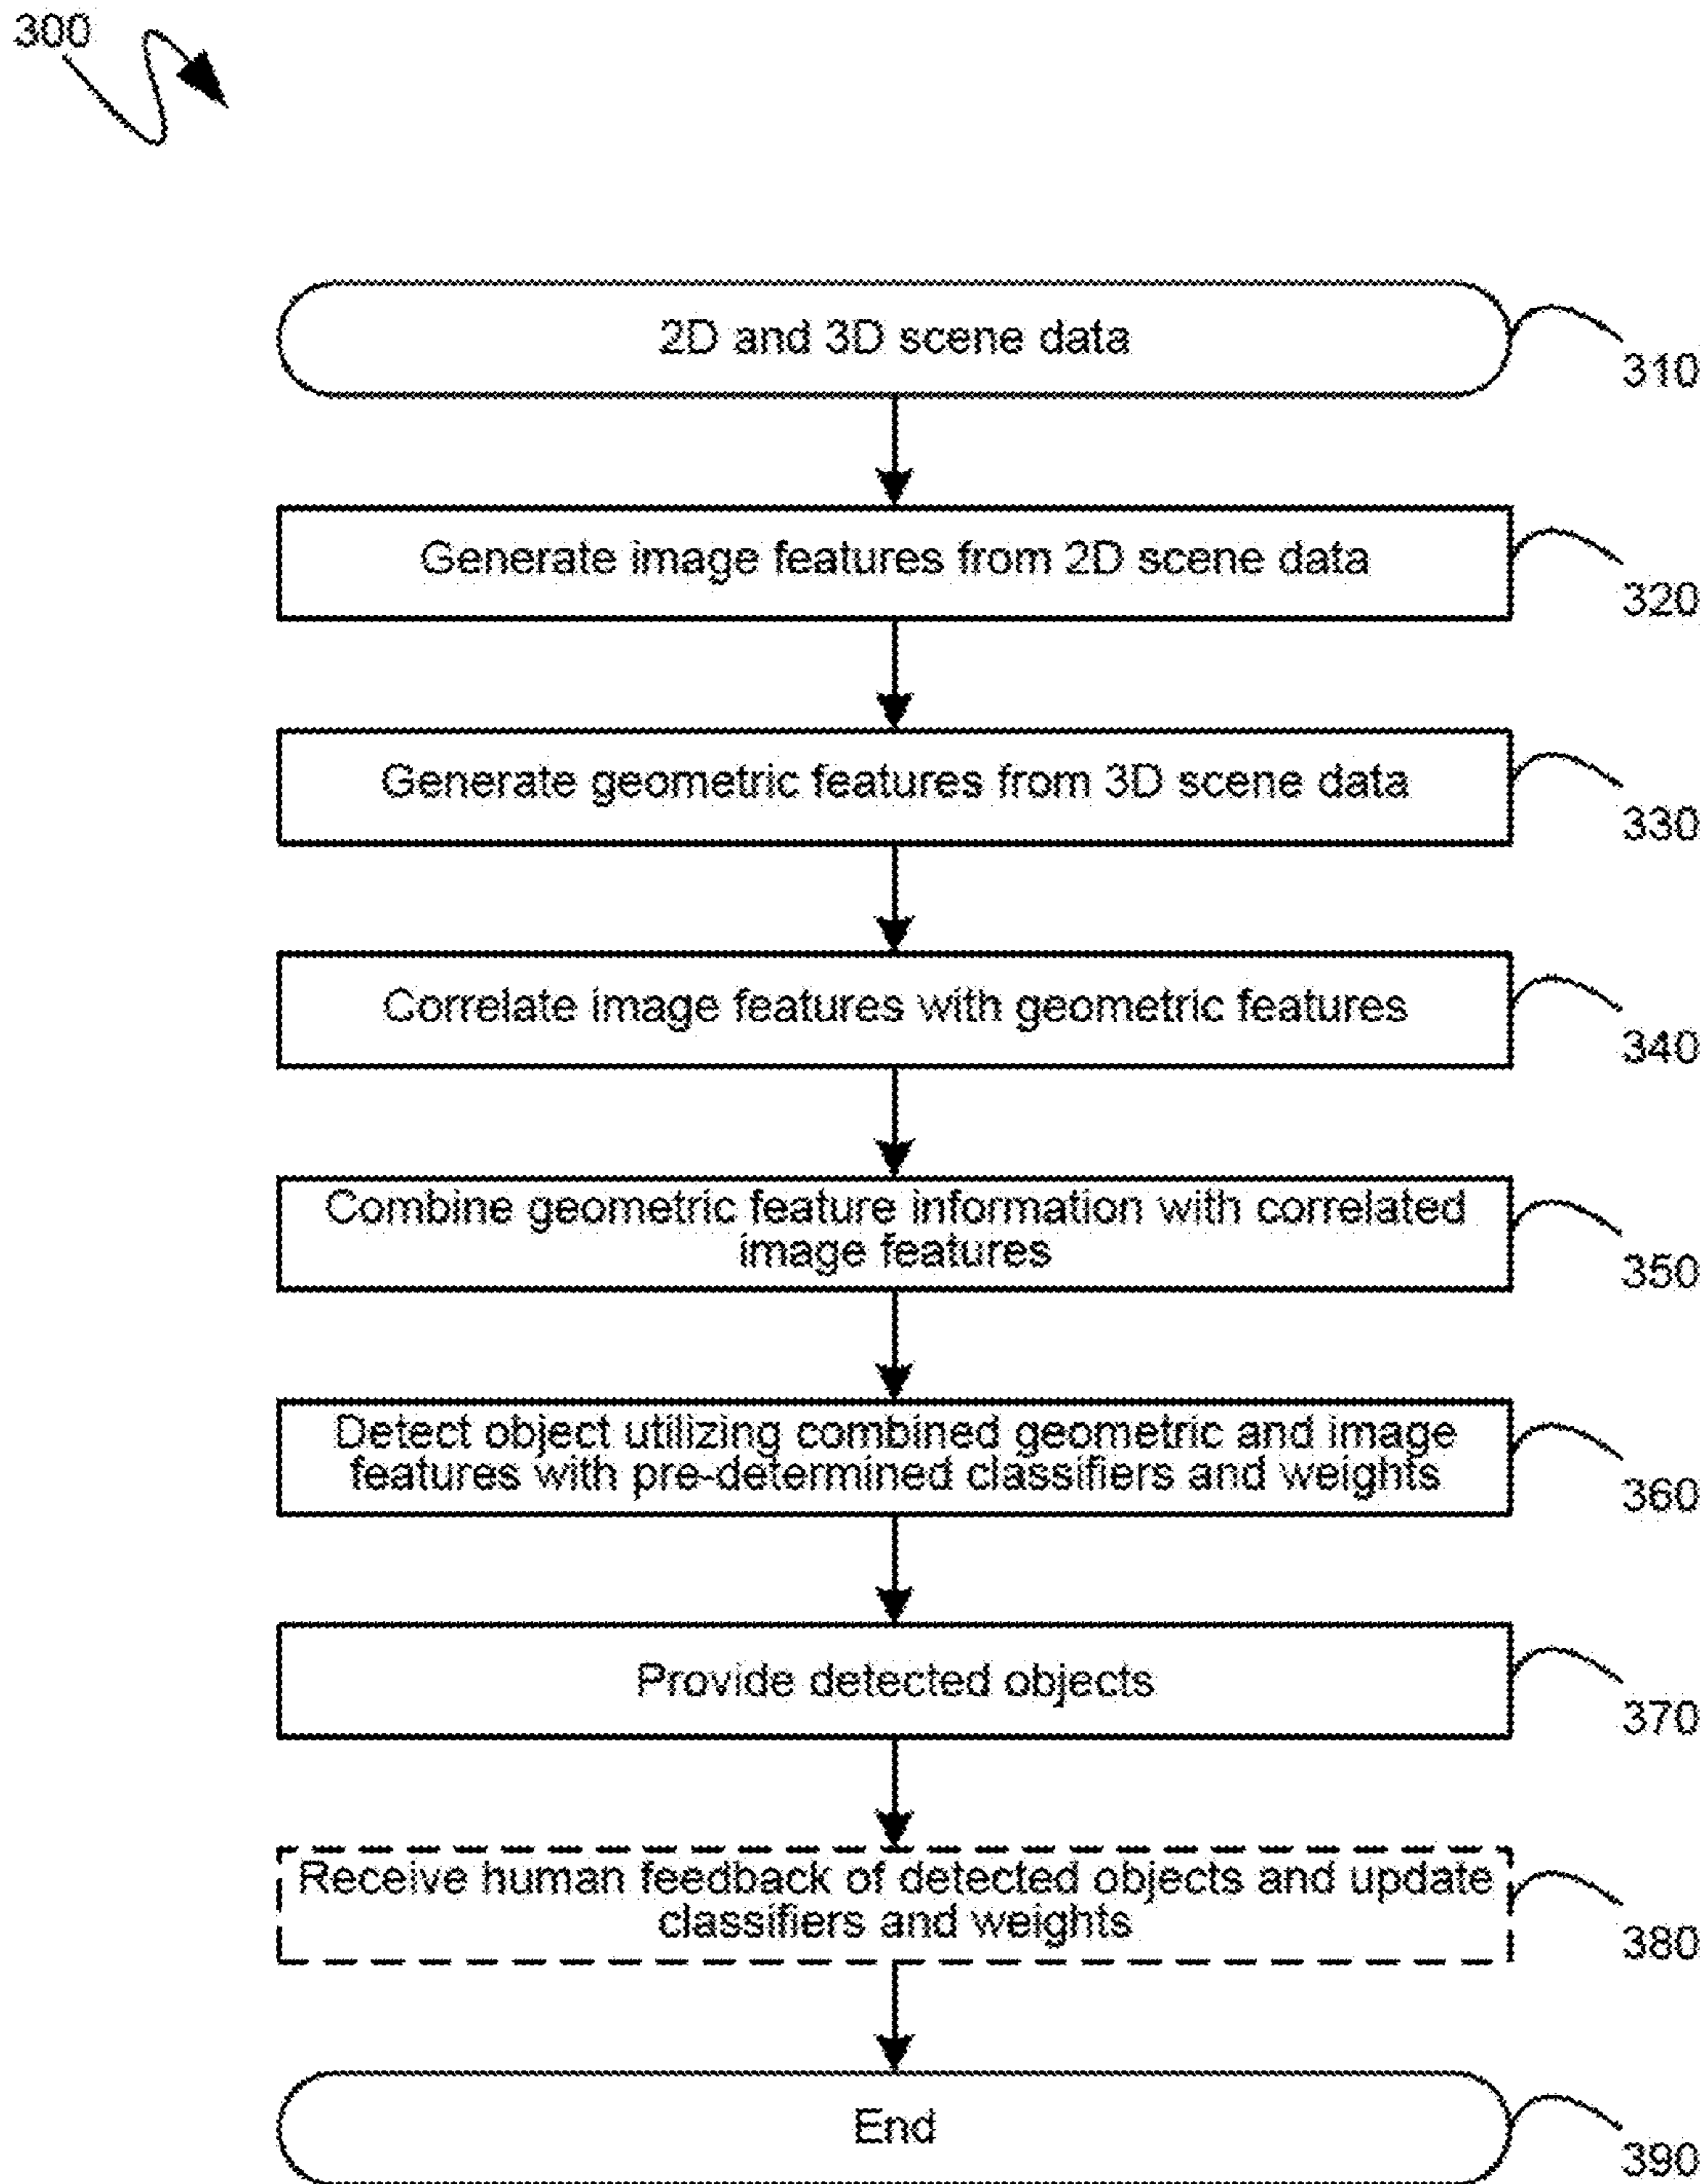 300
2D and 3D scene data
310
Generate image features from 2D scene data
320
Generate geometric features from 3D scene data
330
Correlate image features with geometric features
340
Combine geometric feature information with correlated
image features
350
Detect object utilizing combined geometric and image
features with pre-determined classifiers and weights
360
Provide detected objects
370
Receive human feedback of detected objects and update
classifiers and weights
380
End
390